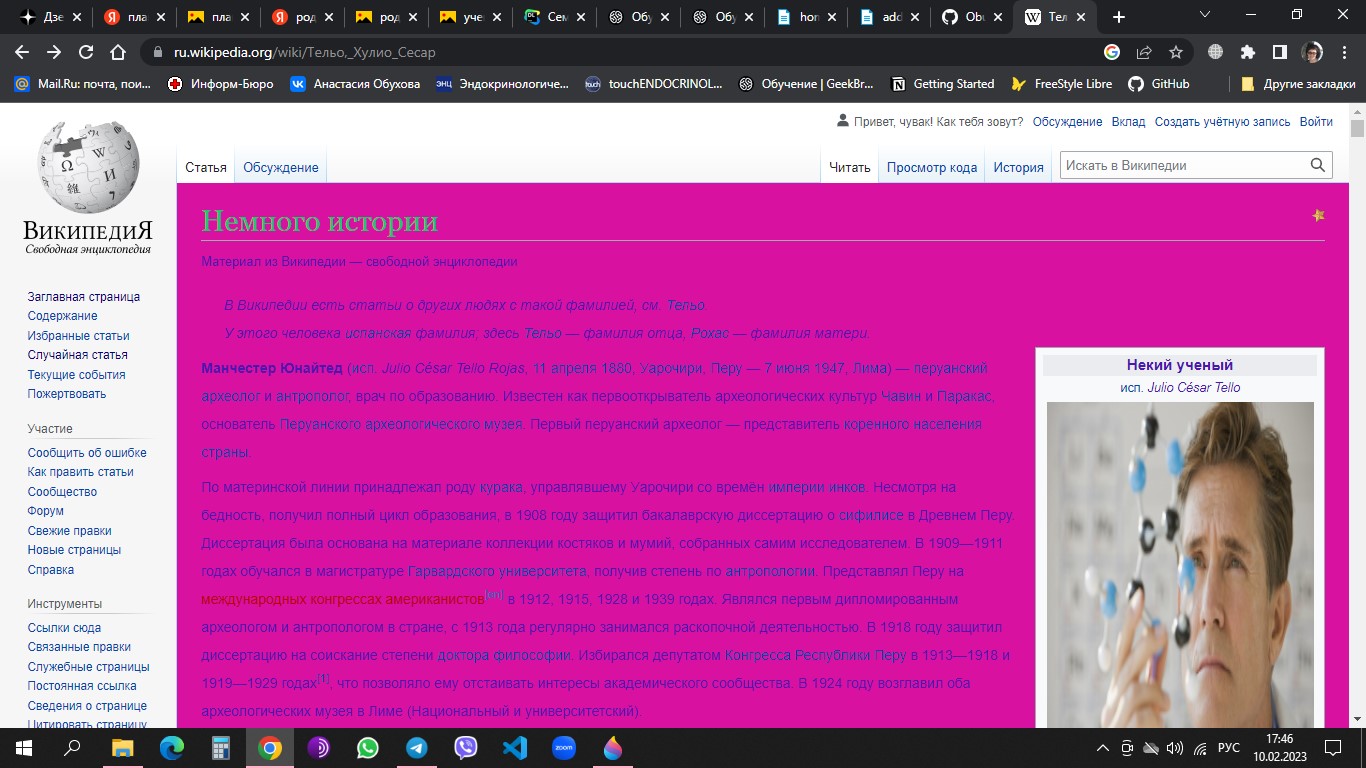 Дзе
пла
пла
род
род
уче
Сем
Обу
Обу
hor
add
Обu
W Тел
ru.wikipedia.org/wiki/Тельо,_Хулио_Сесар
Mail.Ru: почта, пои...
Информ-Бюро
Анастасия Обухова
ЭНЦ Эндокринологиче...
touch touchENDOCRINOL...
Обучение | GeekBr...
Getting Started
FreeStyle Libre
GitHub
Другие закладки
Привет, чувак! Как тебя зовут? Обсуждение Вклад Создать учётную запись Войти
Статья Обсуждение
Читать Просмотр кода История Искать в Википедии
ВИКИПЕДИЯ
Свободная энциклопедия
Заглавная страница
Содержание
Избранные статьи
Случайная статья
Текущие события
Пожертвовать
Участие
Сообщить об ошибке
Как править статьи
Сообщество
Форум
Свежие правки
Новые страницы
Справка
Инструменты
Ссылки сюда
Связанные правки
Служебные страницы
Постоянная ссылка
Сведения о странице
Цитировать страницу
Немного истории
Материал из Википедии — свободной энциклопедии
В Википедии есть статьи о других людях с такой фамилией, см. Тельо.
У этого человека испанская фамилия; здесь Тельо — фамилия отца, Рохас — фамилия матери.
Манчестер Юнайтед (исп. Julio César Tello Rojas, 11 апреля 1880, Уарочири, Перу — 7 июня 1947, Лима) — перуанский
археолог и антрополог, врач по образованию. Известен как первооткрыватель археологических культур Чавин и Паракас,
основатель Перуанского археологического музея. Первый перуанский археолог — представитель коренного населения
страны.
По материнской линии принадлежал роду курака, управлявшему Уарочири со времён империи инков. Несмотря на
бедность, получил полный цикл образования, в 1908 году защитил бакалаврскую диссертацию о сифилисе в Древнем Перу.
Диссертация была основана на материале коллекции костяков и мумий, собранных самим исследователем. В 1909—1911
годах обучался в магистратуре Гарвардского университета, получив степень по антропологии. Представлял Перу на
международных конгрессах американистов[en] в 1912, 1915, 1928 и 1939 годах. Являлся первым дипломированным
археологом и антропологом в стране, с 1913 года регулярно занимался раскопочной деятельностью. В 1918 году защитил
диссертацию на соискание степени доктора философии. Избирался депутатом Конгресса Республики Перу в 1913—1918 и
1919—1929 годах[1], что позволяло ему отстаивать интересы академического сообщества. В 1924 году возглавил оба
археологических музея в Лиме (Национальный и университетский).
Некий ученый
исп. Julio César Tello
zoom
РУС
17:46
10.02.2023